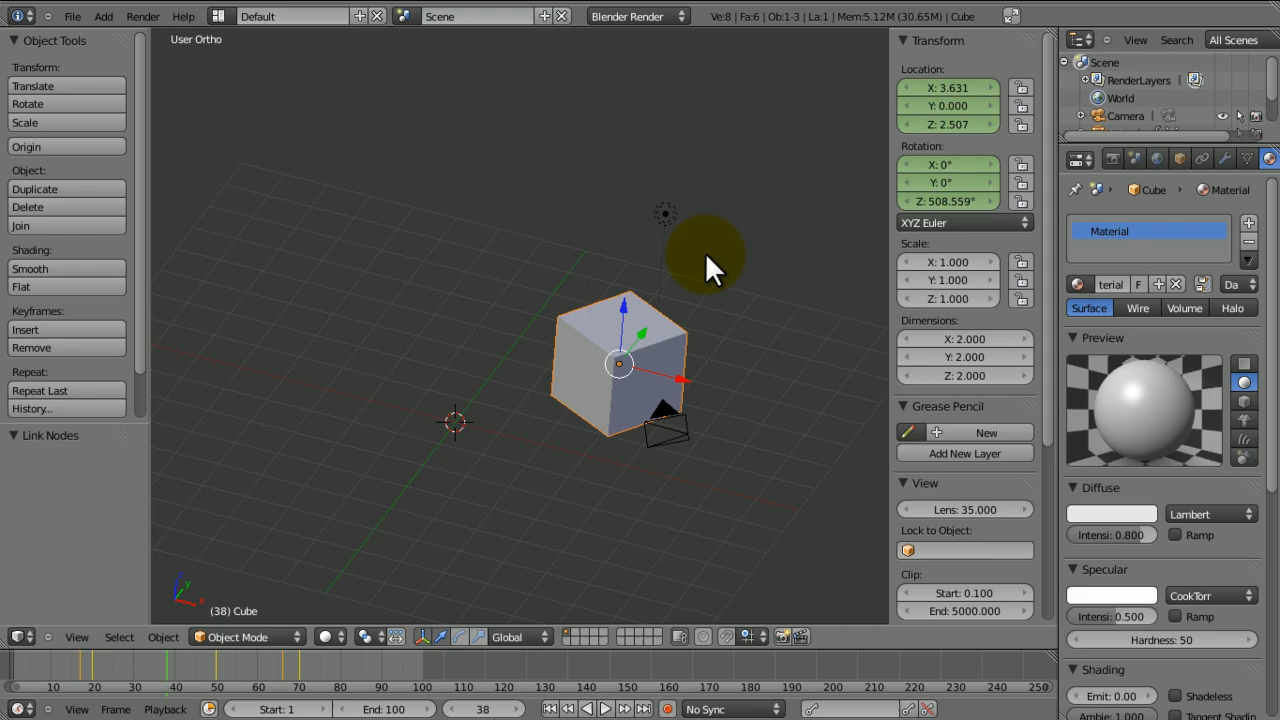 File Add Render Help Default Scene Blender Render Ve:8 | Fa:6 | Ob:1-3 | La:1 | Mem:5.12M (30.65M) | Cube
Object Tools
Transform:
Translate
Rotate
Scale
Origin
Object:
Duplicate
Delete
Join
Shading:
Smooth
Flat
Keyframes:
Insert
Remove
Repeat:
Repeat Last
History...
Link Nodes
User Ortho
z
y
x
(38) Cube
Transform
Location:
X: 3.631
Y: 0.000
Z: 2.507
Rotation:
X: 0°
Y: 0°
Z: 508.559°
XYZ Euler
Scale:
X: 1.000
Y: 1.000
Z: 1.000
Dimensions:
X: 2.000
Y: 2.000
Z: 2.000
Grease Pencil
New
Add New Layer
View
Lens: 35.000
Lock to Object:
Clip:
Start: 0.100
End: 5000.000
View Search All Scenes
Scene
RenderLayers |
World
Camera |
Cube Material
Material
terial F Da
Surface Wire Volume Halo
Preview
Diffuse
Lambert
Intensi: 0.800 Ramp
Specular
CookTorr
Intensi: 0.500 Ramp
Hardness: 50
Shading
Emit: 0.00 Shadeless
Ambie: 1.000 Tangent Shadin
View Select Object Object Mode Global
10 20 30 40 50 60 70 80 90 100 110 120 130 140 150 160 170 180 190 200 210 220 230 240 250
View Frame Playback Start: 1 End: 100 38 No Sync